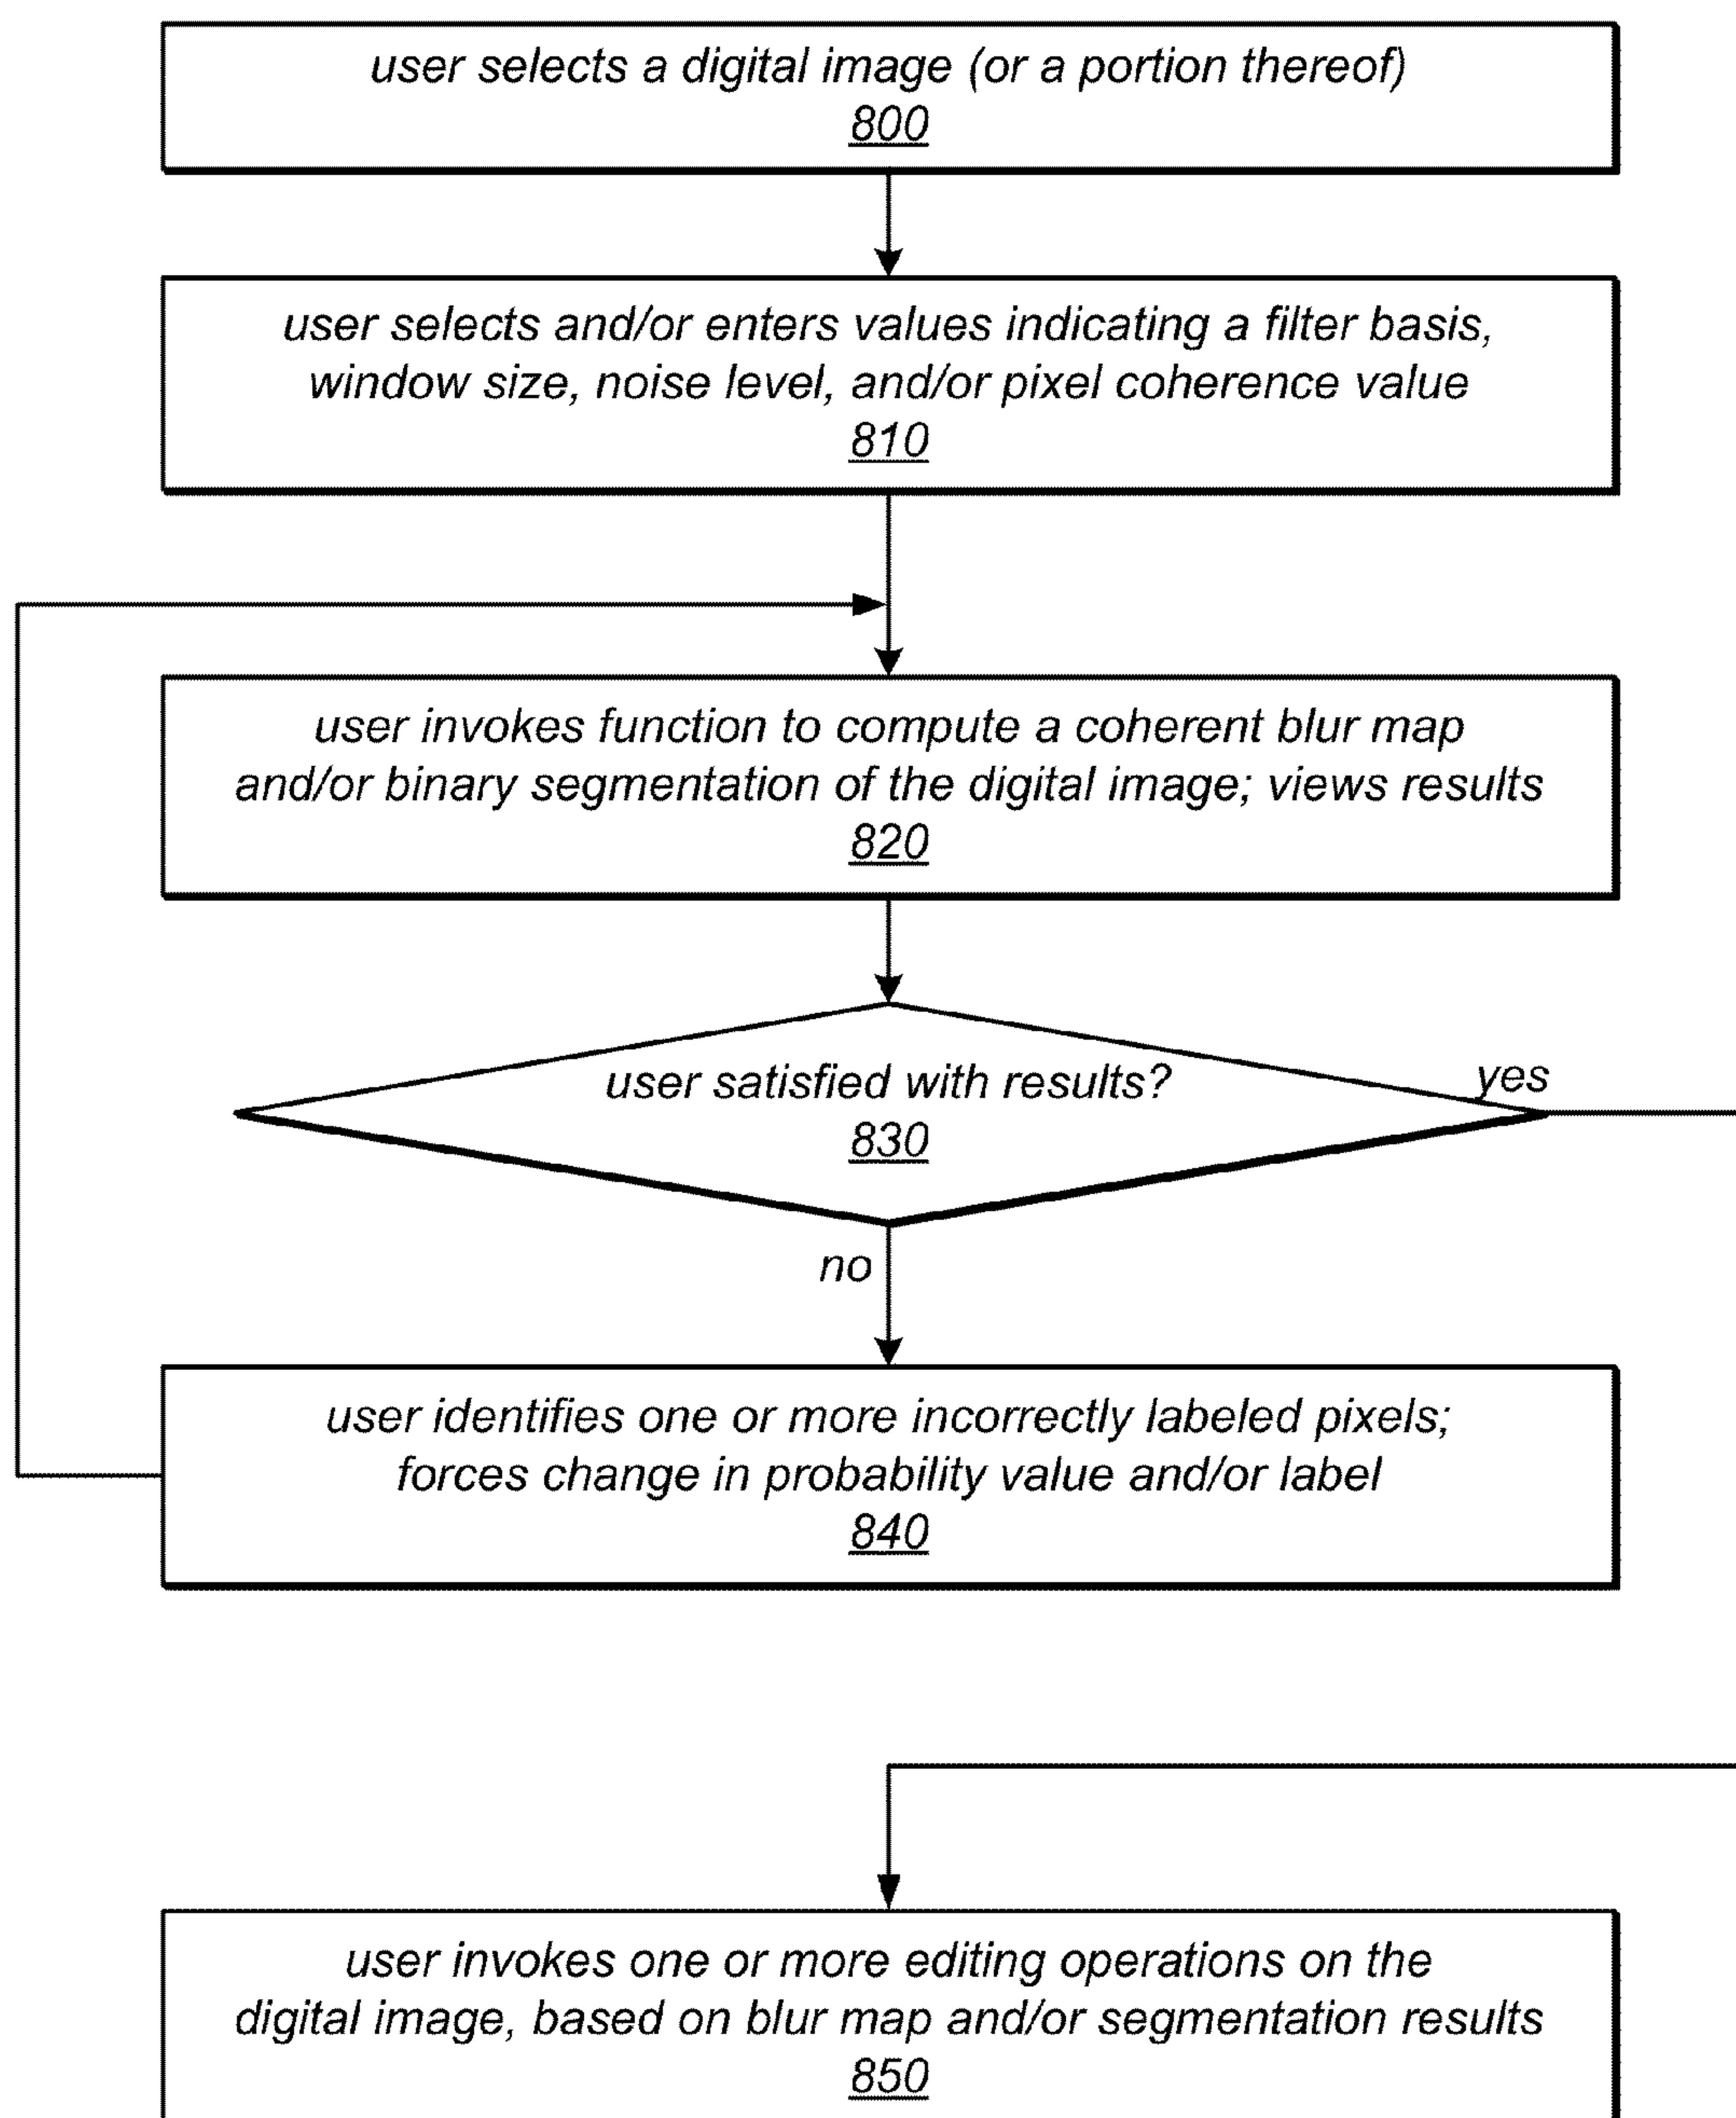 user selects a digital image (or a portion thereof)
800
user selects and/or enters values indicating a filter basis,
window size, noise level, and/or pixel coherence value
810
user invokes function to compute a coherent blur map
and/or binary segmentation of the digital image; views results
820
user satisfied with results?
830
yes
no
user identifies one or more incorrectly labeled pixels;
forces change in probability value and/or label
840
user invokes one or more editing operations on the
digital image, based on blur map and/or segmentation results
850